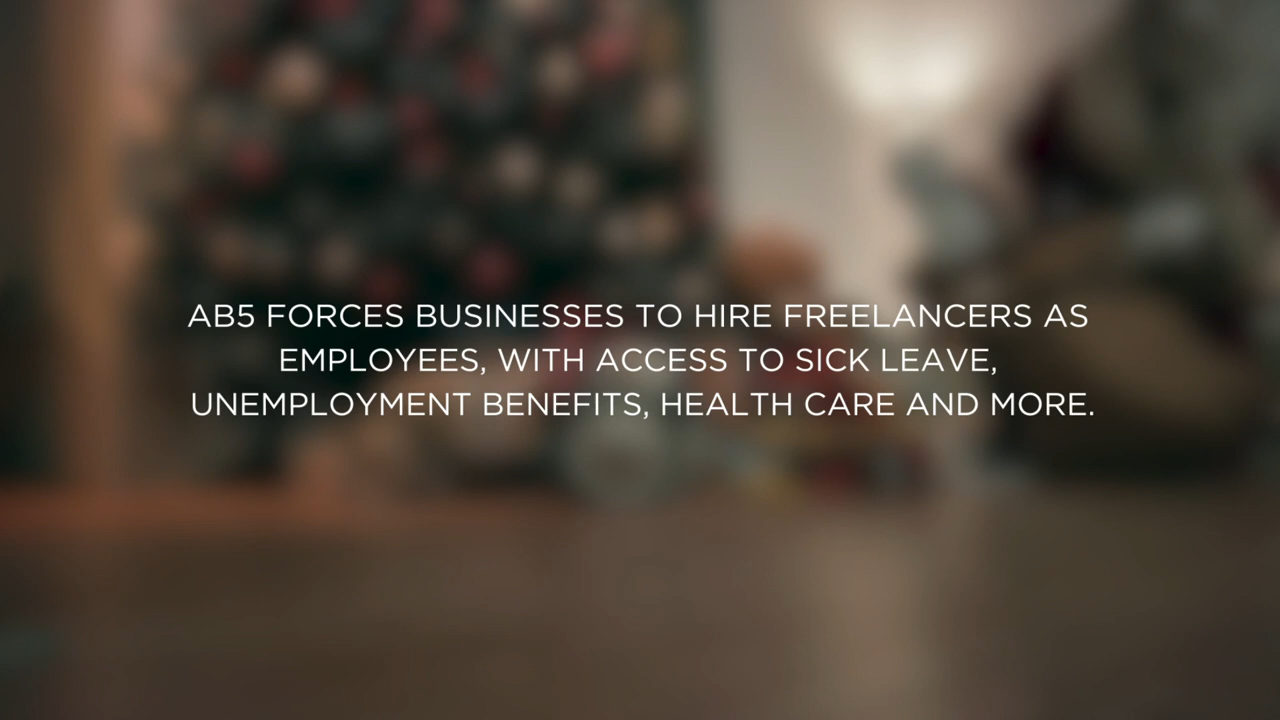 AB5 FORCES BUSINESSES TO HIRE FREELANCERS AS
EMPLOYEES, WITH ACCESS TO SICK LEAVE,
UNEMPLOYMENT BENEFITS, HEALTH CARE AND MORE.